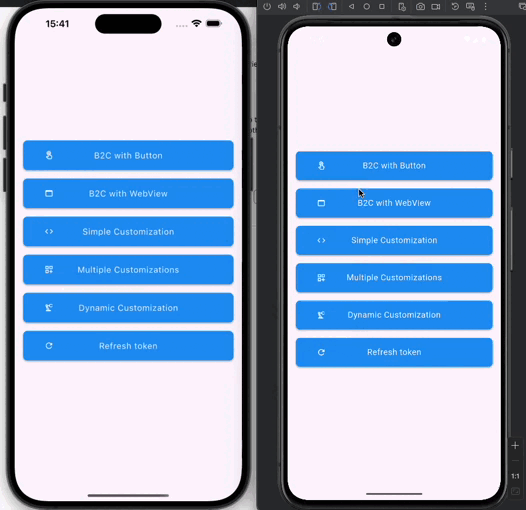 15:41
B2C with Button
B2C with WebView
Simple Customization
Multiple Customizations
Dynamic Customization
Refresh token
B2C with Button
B2C with WebView
Simple Customization
Multiple Customizations
Dynamic Customization
Refresh token
1:1